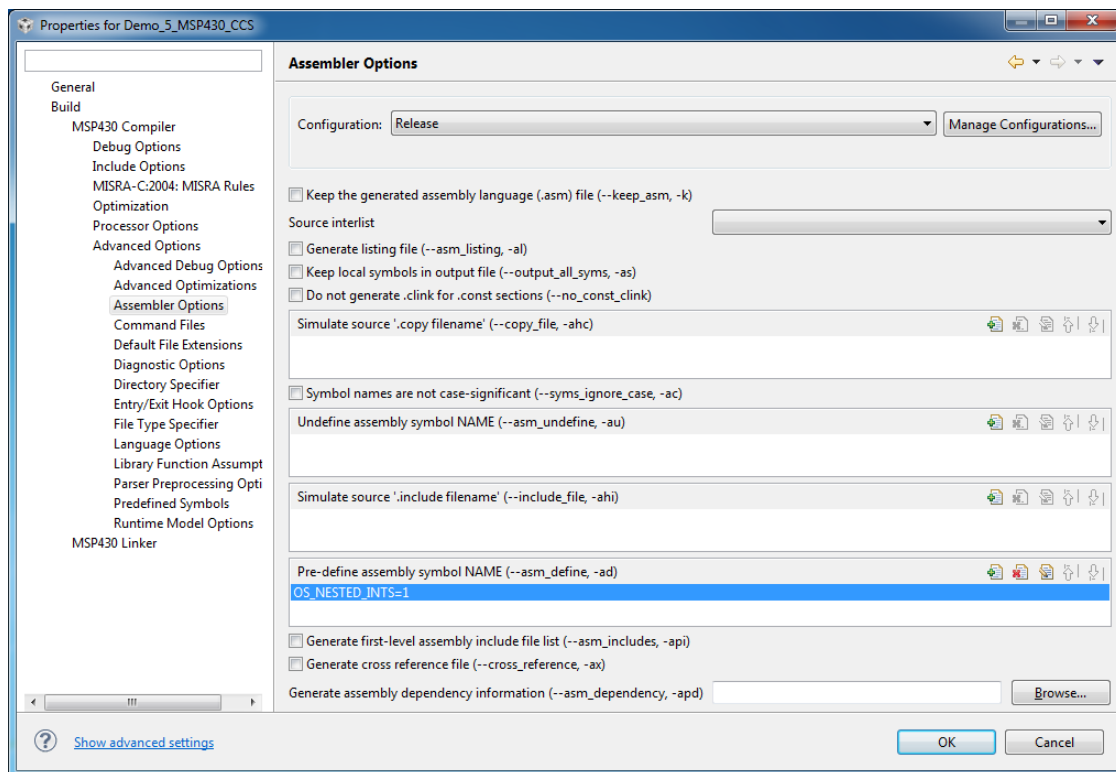 Properties for Demo_5_MSP430_CCS
General
Build
MSP430 Compiler
Debug Options
Include Options
MISRA-C:2004: MISRA Rules
Optimization
Processor Options
Advanced Options
Advanced Debug Options
Advanced Optimizations
Assembler Options
Command Files
Default File Extensions
Diagnostic Options
Directory Specifier
Entry/Exit Hook Options
File Type Specifier
Language Options
Library Function Assumpt
Parser Preprocessing Opti
Predefined Symbols
Runtime Model Options
MSP430 Linker
Assembler Options
Configuration: Release Manage Configurations...
Keep the generated assembly language (.asm) file (--keep_asm, -k)
Source interlist
Generate listing file (--asm_listing, -al)
Keep local symbols in output file (--output_all_syms, -as)
Do not generate .clink for .const sections (--no_const_clink)
Simulate source '.copy filename' (--copy_file, -ahc)
Symbol names are not case-significant (--syms_ignore_case, -ac)
Undefine assembly symbol NAME (--asm_undefine, -au)
Simulate source '.include filename' (--include_file, -ahi)
Pre-define assembly symbol NAME (--asm_define, -ad)
OS_NESTED_INTS=1
Generate first-level assembly include file list (--asm_includes, -api)
Generate cross reference file (--cross_reference, -ax)
Generate assembly dependency information (--asm_dependency, -apd) Browse...
Show advanced settings
OK Cancel